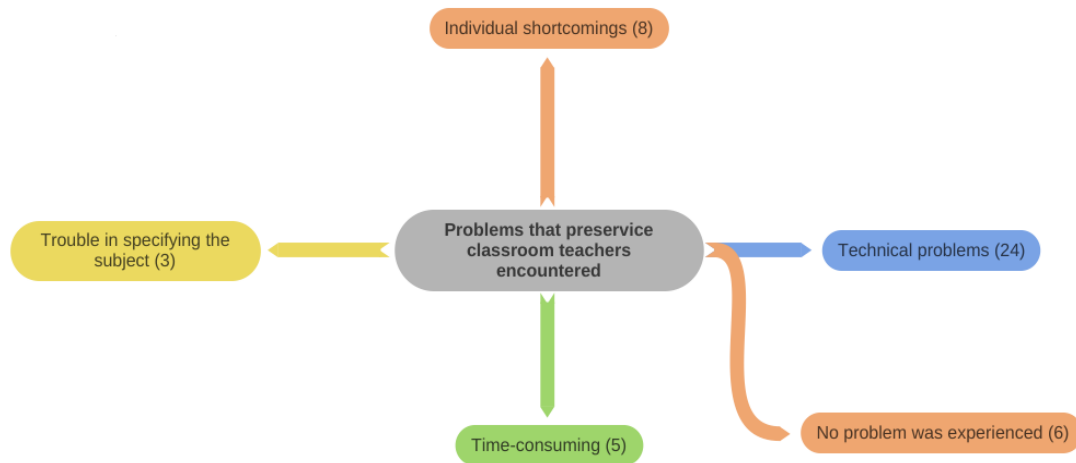 Individual shortcomings (8)
Problems that preservice
classroom teachers
encountered
Trouble in specifying the
subject (3)
Technical problems (24)
Time-consuming (5)
No problem was experienced (6)